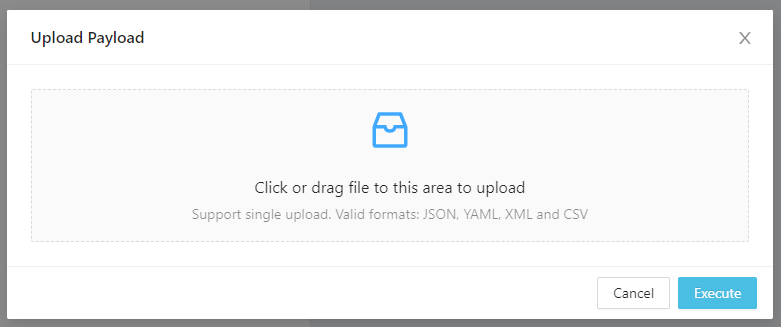 Upload Payload
Click or drag file to this area to upload
Support single upload. Valid formats: JSON, YAML, XML and CSV
Cancel
Execute